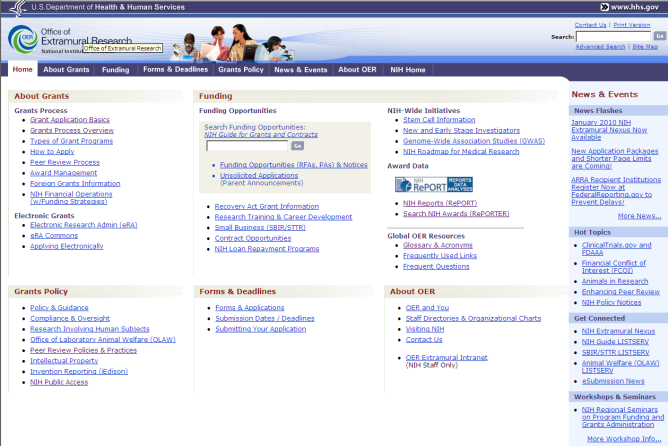 U.S.Department of Health & Human Services
www.hhs.gov
Contact Us | Print Version
Search:
Go
Advanced Search | Site Map
OER
Office of
Extramural Research
Office of Extramural Research
Home
About Grants
Funding
Forms & Deadlines
Grants Policy
News & Events
About OER
NIH Home
About Grants
Grants Process
Grant Application Basics
Grants Process Overview
Types of Grant Programs
How to Apply
Peer Review Process
Award Management
Foreign Grants Information
NIH Financial Operations
(w/Funding Strategies)
Electronic Grants
Electronic Research Admin (eRA)
eRA Commons
Applying Electronically
Funding
Funding Opportunities
Search Funding Opportunities:
NIH Guide for Grants and Contracts
Go
Funding Opportunities (RFAs, PAs) & Notices
Unsolicited Applications
(Parent Announcements)
Recovery Act Grant Information
Research Training & Career Development
Small Business (SBIR/STTR)
Contract Opportunities
NIH Loan Repayment Programs
NIH-Wide Initiatives
Stem Cell Information
New and Early Stage Investigators
Genome-Wide Association Studies (GWAS)
NIH Roadmap for Medical Research
Award Data
RePORT
REPORTS
DATA
ANALYSES
NIH Reports (RePORT)
Search NIH Awards (RePORTER)
Global OER Resources
Glossary & Acronyms
Frequently Used Links
Frequent Questions
Grants Policy
Policy & Guidance
Compliance & Oversight
Research Involving Human Subjects
Office of Laboratory Animal Welfare (OLAW)
Peer Review Policies & Practices
Intellectual Property
Invention Reporting (iEdison)
NIH Public Access
Forms & Deadlines
Forms & Applications
Submission Dates / Deadlines
Submitting Your Application
About OER
OER and You
Staff Directories & Organizational Charts
Visiting NIH
Contact Us
OER Extramural Intranet
(NIH Staff Only)
News & Events
News Flashes
January 2010 NIH
Extramural Nexus Now
Available
New Application Packages
and Shorter Page Limits
are Coming!
ARRA Recipient Institutions
Register Now at
FederalReporting.gov to
Prevent Delays!
More News...
Hot Topics
ClinicalTrials.gov and
FDAAA
Financial Conflict of
Interest (FCOI)
Animals in Research
Enhancing Peer Review
NIH Policy Notices
Get Connected
NIH Extramural Nexus
NIH Guide LISTSERV
SBIR/STTR LISTSERV
Animal Welfare (OLAW)
LISTSERV
eSubmission News
Workshops & Seminars
NIH Regional Seminars
on Program Funding and
Grants Administration
More Workshop Info...